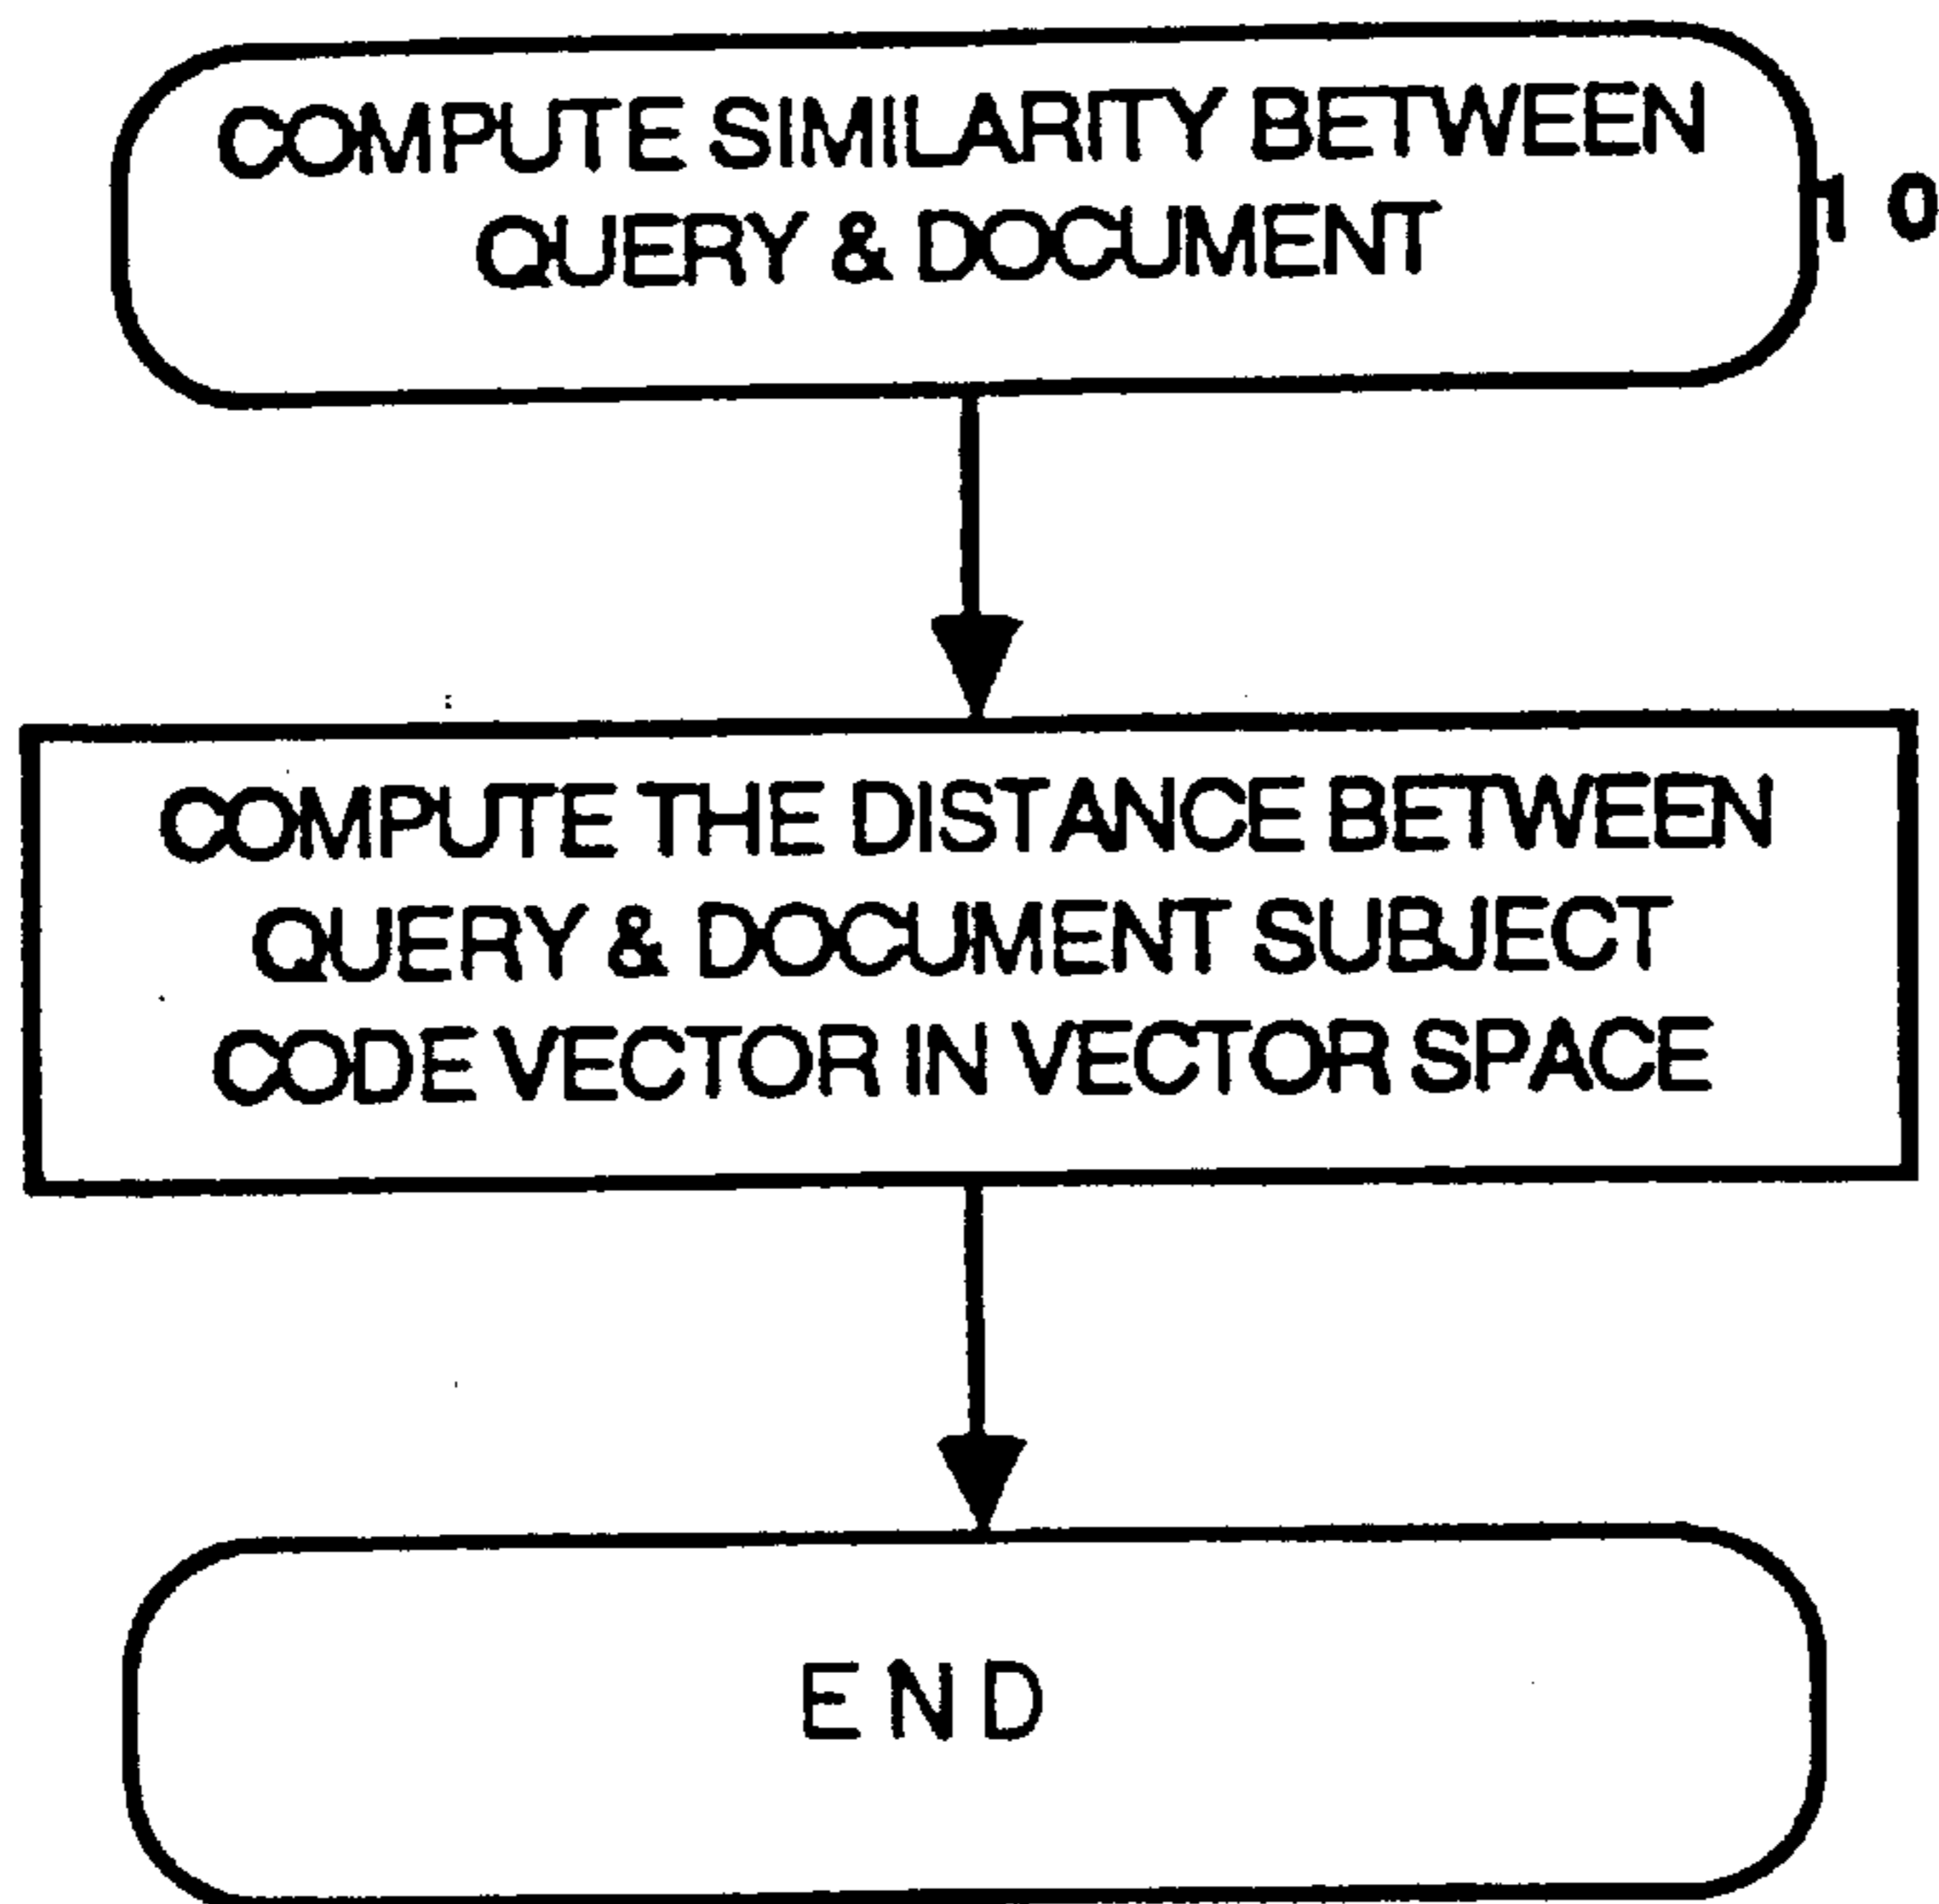 COMPUTE SIMILARITY BETWEEN
QUERY & DOCUMENT
10
COMPUTE THE DISTANCE BETWEEN
QUERY & DOCUMENT SUBJECT
CODE VECTOR IN VECTOR SPACE
END